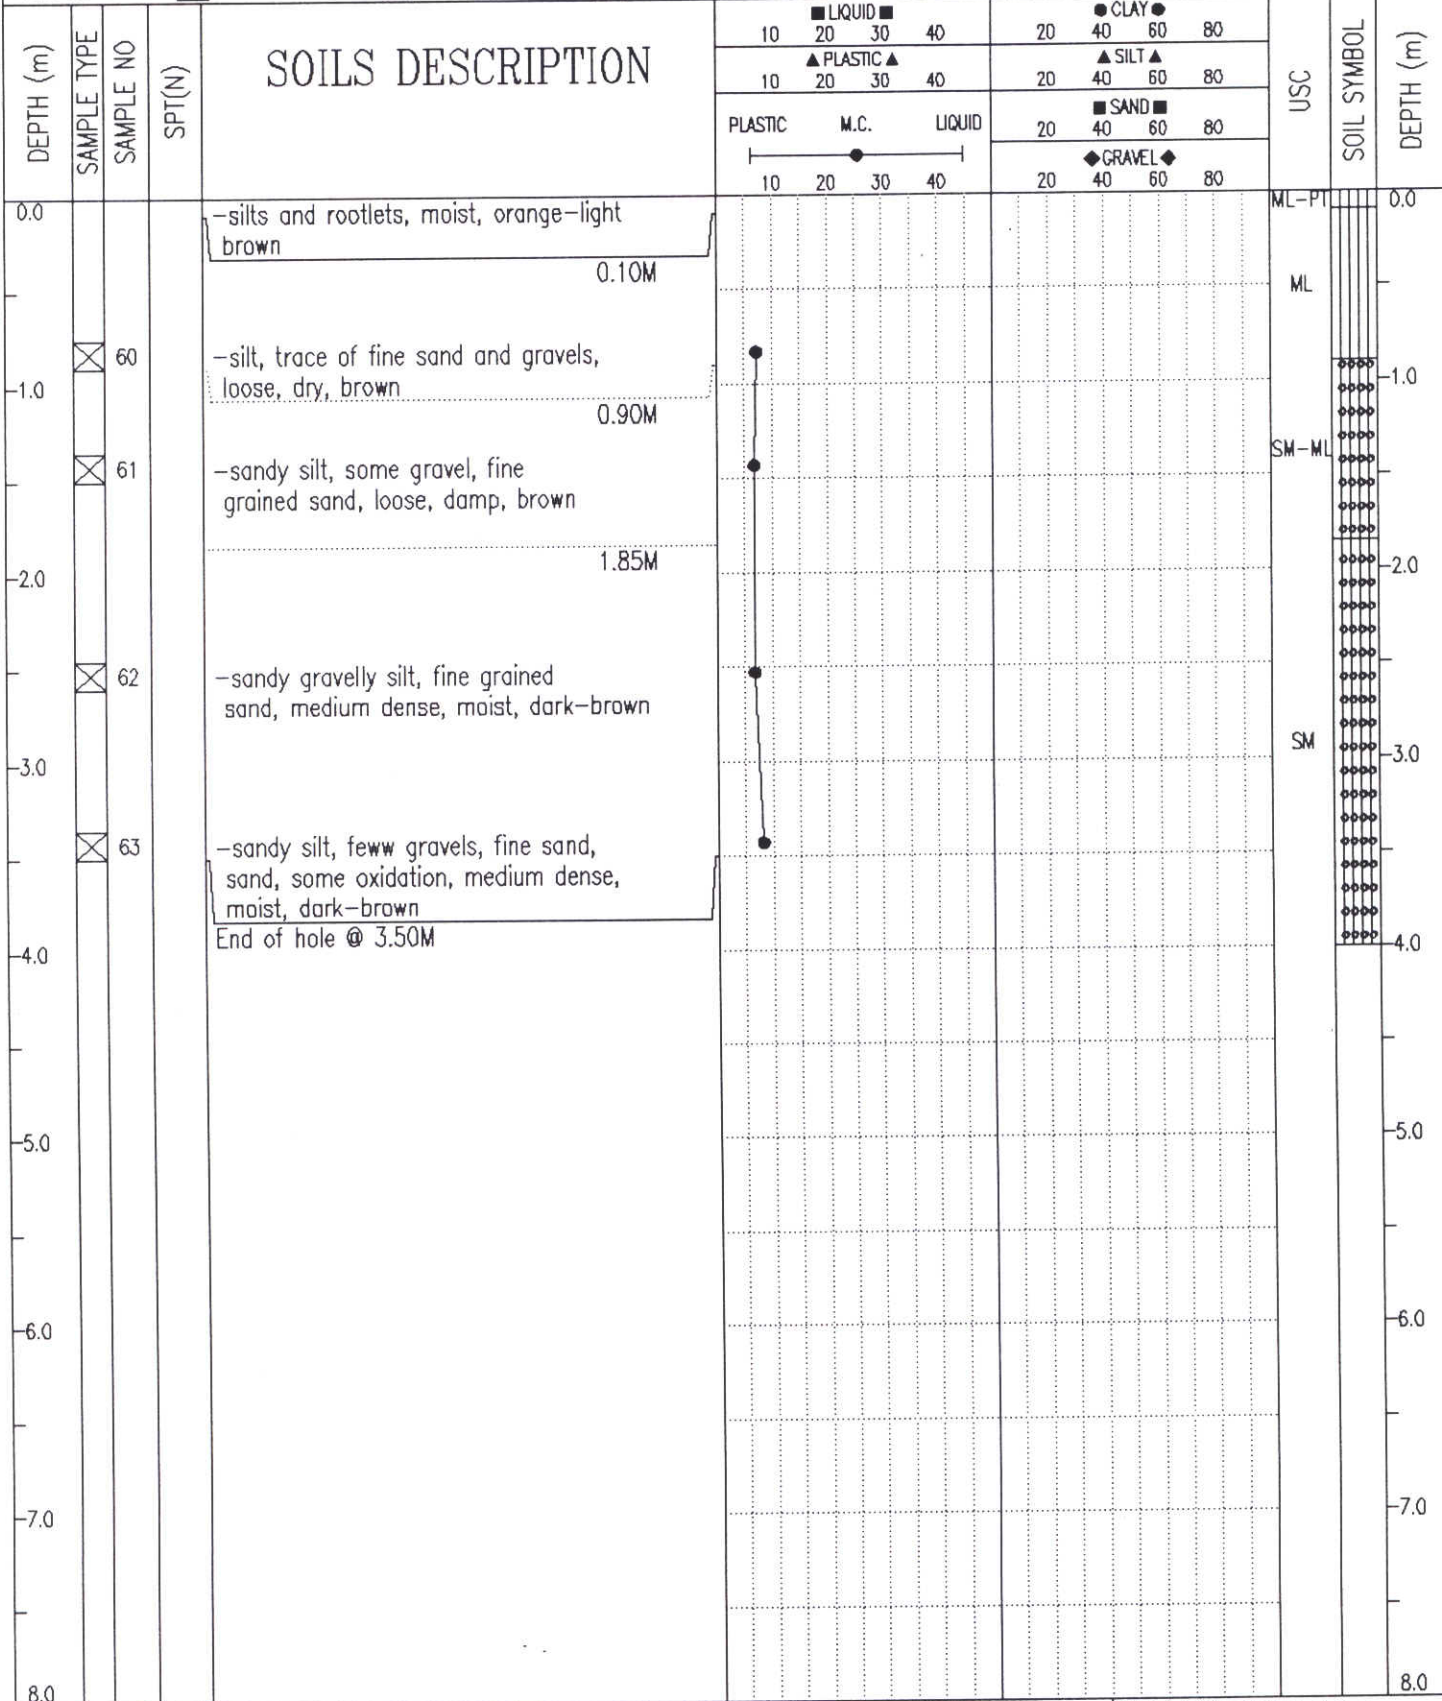 DEPTH (m)
SAMPLE TYPE
SAMPLE NO
SPT(N)
SOILS DESCRIPTION
■ LIQUID ■
10 20 30 40
▲ PLASTIC ▲
10 20 30 40
PLASTIC M.C. LIQUID
10 20 30 40
● CLAY ●
20 40 60 80
▲ SILT ▲
20 40 60 80
■ SAND ■
20 40 60 80
◆ GRAVEL ◆
20 40 60 80
USC
SOIL SYMBOL
DEPTH (m)
0.0
-silts and rootlets, moist, orange-light
brown
0.10M
ML-PT
0.0
ML
60
-silt, trace of fine sand and gravels,
loose, dry, brown
0.90M
-1.0
-1.0
61
-sandy silt, some gravel, fine
grained sand, loose, damp, brown
1.85M
SM-ML
-2.0
-2.0
62
-sandy gravelly silt, fine grained
sand, medium dense, moist, dark-brown
SM
-3.0
-3.0
63
-sandy silt, feww gravels, fine sand,
sand, some oxidation, medium dense,
moist, dark-brown
End of hole @ 3.50M
-4.0
-4.0
-5.0
-5.0
-6.0
-6.0
-7.0
-7.0
8.0
8.0